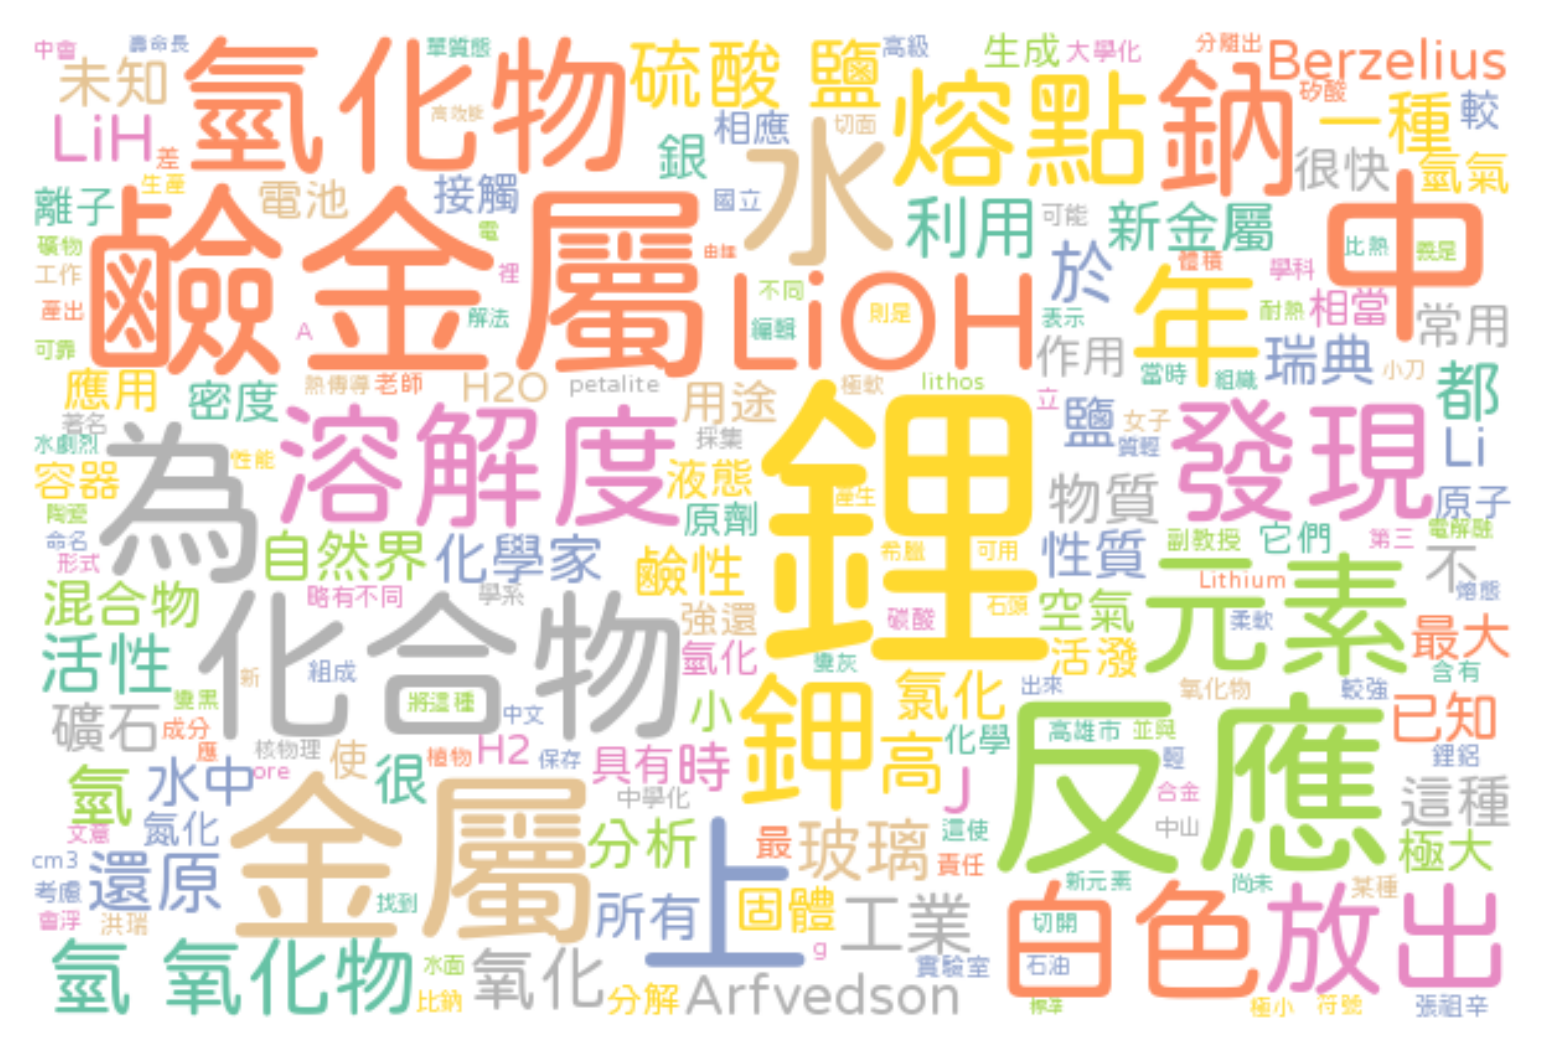 中會 壽命長 單質態 高級 生成 大學化 分離出 Berzelius
未知 氫化物 硫酸 鹽 熔點 鈉 矽酸 一種 較
LiH 差 高效能 銀 相應 切面 水 很快 氫氣
離子 生產 電池 接觸 國立 利用 可能 新金屬 中
礦物 鹼金屬 電 於 體積 學科 比熱 義是
工作 裡 LiOH 年 相當
產出 A 解法 不同 編輯 則是 表示 耐熱 常用
可靠 作用 當時 組織 瑞典 小刀 都
應用 密度 熱傳導 老師 H2O petalite 用途 極軟 lithos
著名 為 溶解度 採集 鋰 立 鹽 女子 質輕 發現 Li
水劇烈 容器 性能 液態 產生 物質 原子
陶瓷 命名 原劑 副教授 它們 第三 電解融
形式 自然界 化學家 鹼性 希臘 可用 性質 元素 Lithium 不 熔態
混合物 略有不同 學系 強還 碳酸 石頭 空氣 柔軟 最大
活性 化合物 新 組成 氫化 變灰 活潑 含有
變黑 將這種 中文 小 鉀 氯化 出來 氧化物 較強 已知
礦石 成分 應 核物理 使 植物 H2 保存 具有 時 高 化學 高雄市 並與 鋰鋁
氫 水中 ore 很 中學化 J 反應 輕 合金 這種
文憲 氮化 金屬 分析 上 最 玻璃 這使 中山 極大
cm3 還原 責任 新元素 尚未 某種
考慮 找到 所有 固體 工業 白色 放出
會浮 洪瑞 切開
氫 氧化物 水面 氧化 g 實驗室 石油
比鈉 分解 Arfvedson 標準 極小 符號 張祖辛